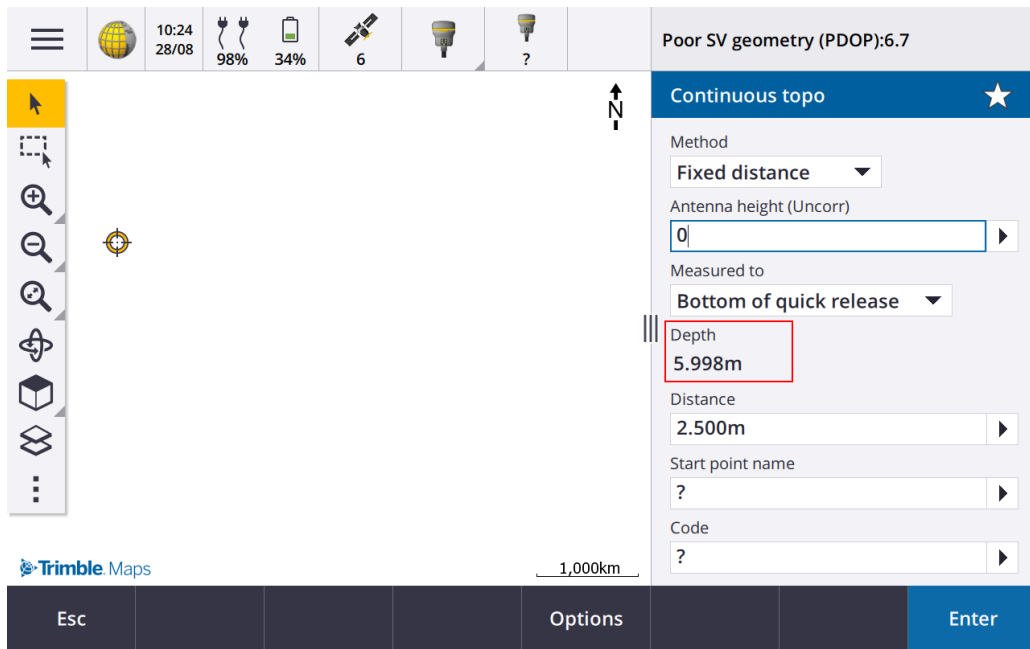 10:24
28/08
98%
34%
6
?
Poor SV geometry (PDOP):6.7
N
Continuous topo
Method
Fixed distance
Antenna height (Uncorr)
0
Measured to
Bottom of quick release
Depth
5.998m
Distance
2.500m
Start point name
?
Code
?
Trimble. Maps
1,000km
Esc
Options
Enter